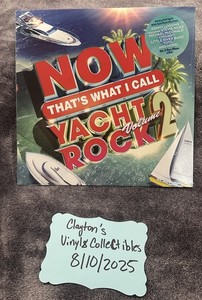 NOW
THAT'S WHAT I CALL
YACHT
ROCK
Volume
2
Clayton's
Vinyl & Collectibles
8/10/2025